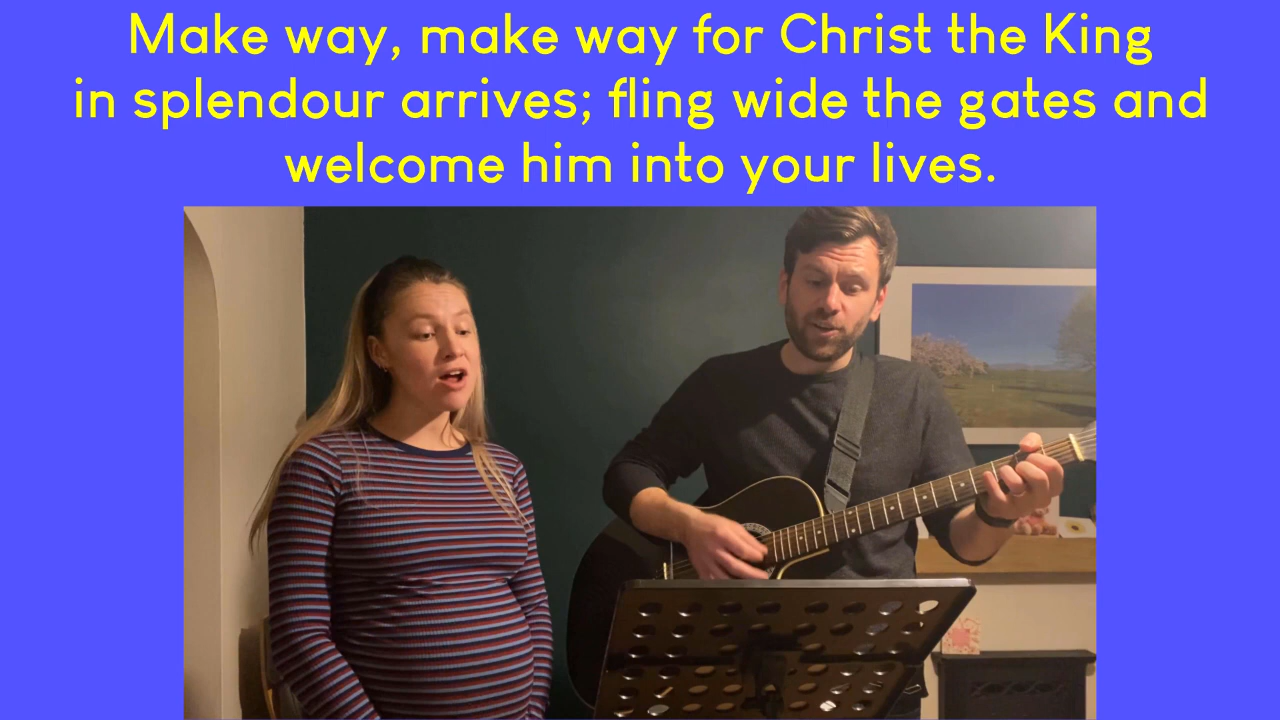 Make way, make way for Christ the King
in splendour arrives; fling wide the gates and
welcome him into your lives.